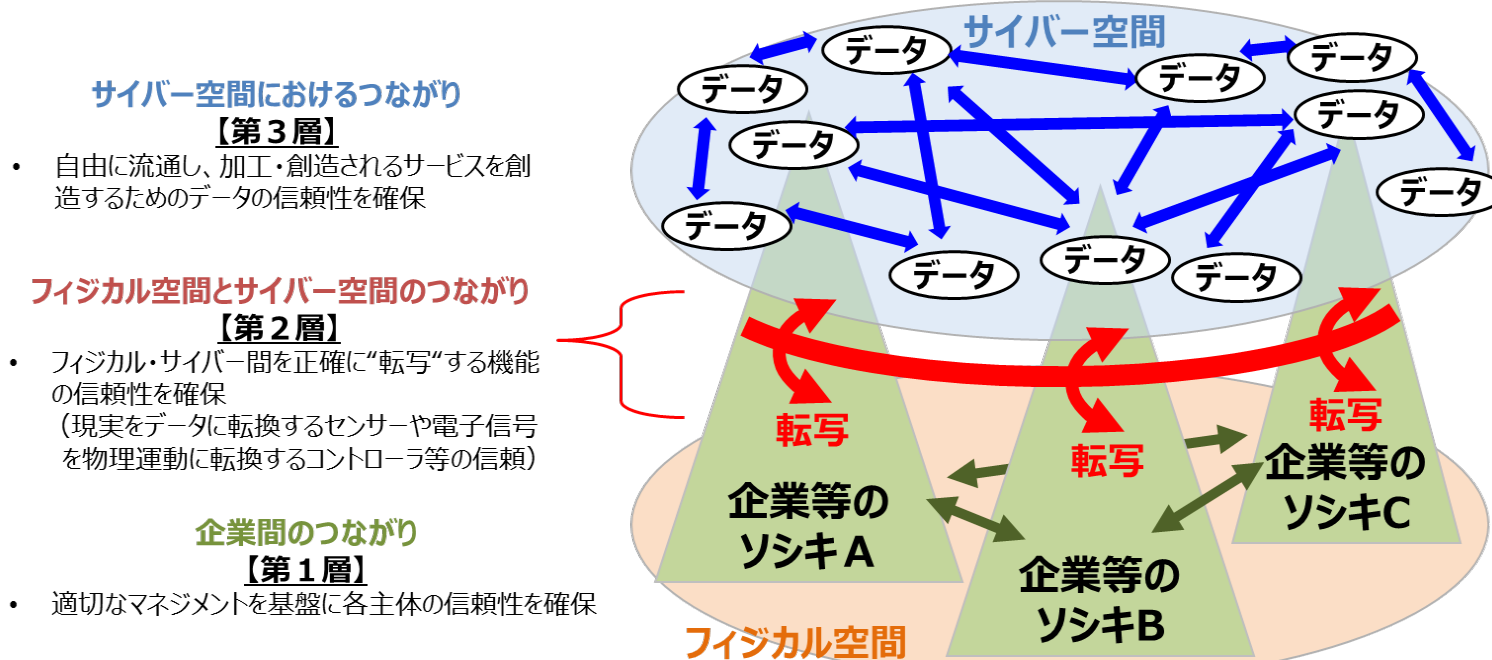 サイバー空間におけるつながり
【第３層】
• 自由に流通し、加工・創造されるサービスを創
造するためのデータの信頼性を確保
フィジカル空間とサイバー空間のつながり
【第２層】
• フィジカル・サイバー間を正確に“転写“する機能
の信頼性を確保
（現実をデータに転換するセンサーや電子信号
を物理運動に転換するコントローラ等の信頼）
企業間のつながり
【第１層】
• 適切なマネジメントを基盤に各主体の信頼性を確保
サイバー空間
データ
データ
データ
データ
データ
データ
データ
データ
データ
データ
データ
転写
転写
転写
企業等の
ソシキA
企業等の
ソシキB
企業等の
ソシキC
フィジカル空間